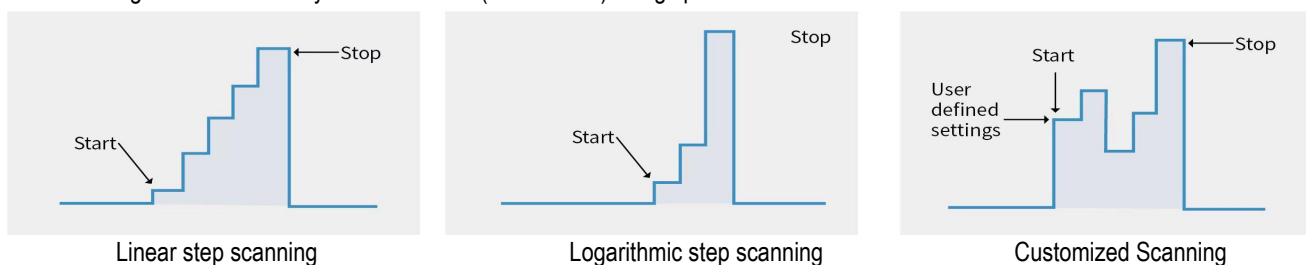 Stop
Start
Linear step scanning
Stop
Start
Logarithmic step scanning
Start
Stop
User
defined
settings
Customized Scanning